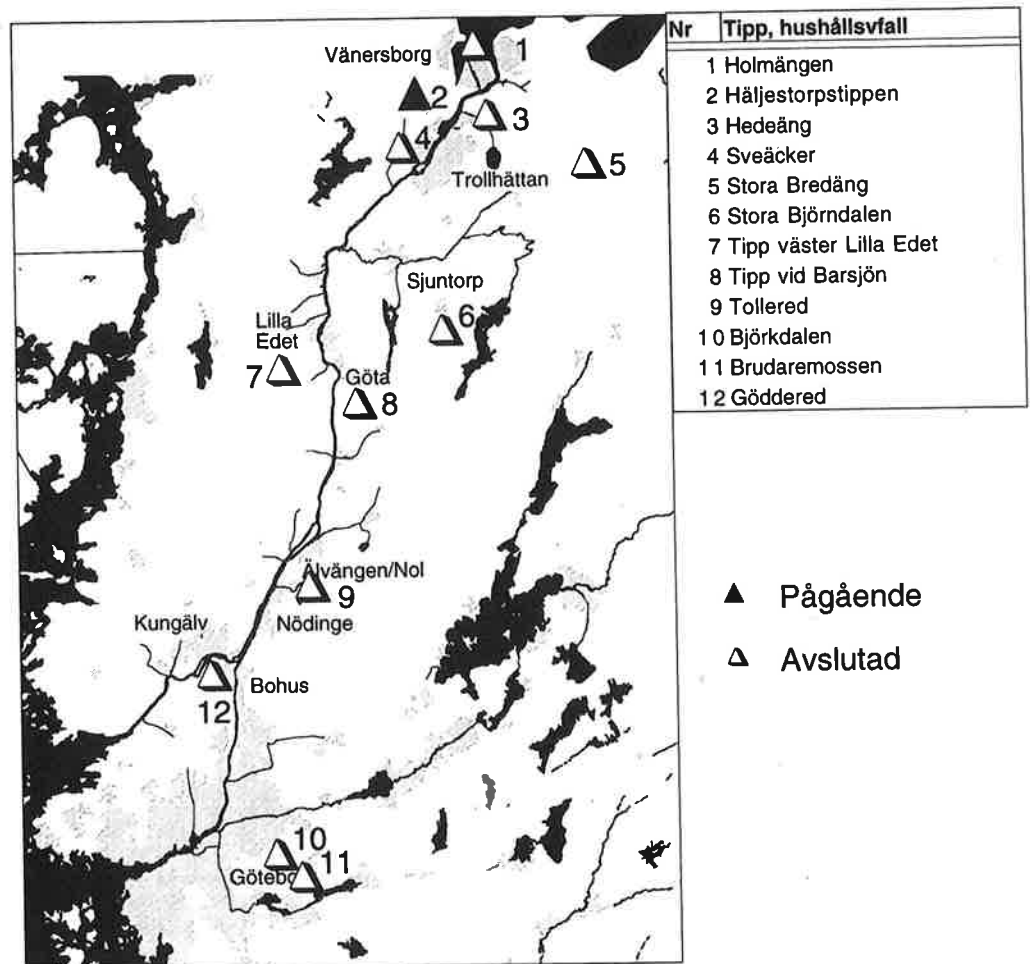 Nr Tipp, hushållsvfall
1 Holmängen
2 Häljestorpstippen
3 Hedeäng
4 Sveäcker
5 Stora Bredäng
6 Stora Björndalen
7 Tipp väster Lilla Edet
8 Tipp vid Barsjön
9 Tollered
10 Björkdalen
11 Brudaremossen
12 Göddered
Vänersborg
1
2
3
4
5
Trollhättan
Sjuntorp
6
Lilla
Edet
7
Göta
8
Älvängen/Nol
9
Kungälv
Nödinge
Bohus
12
10
11
Götebo
Pågående
Avslutad